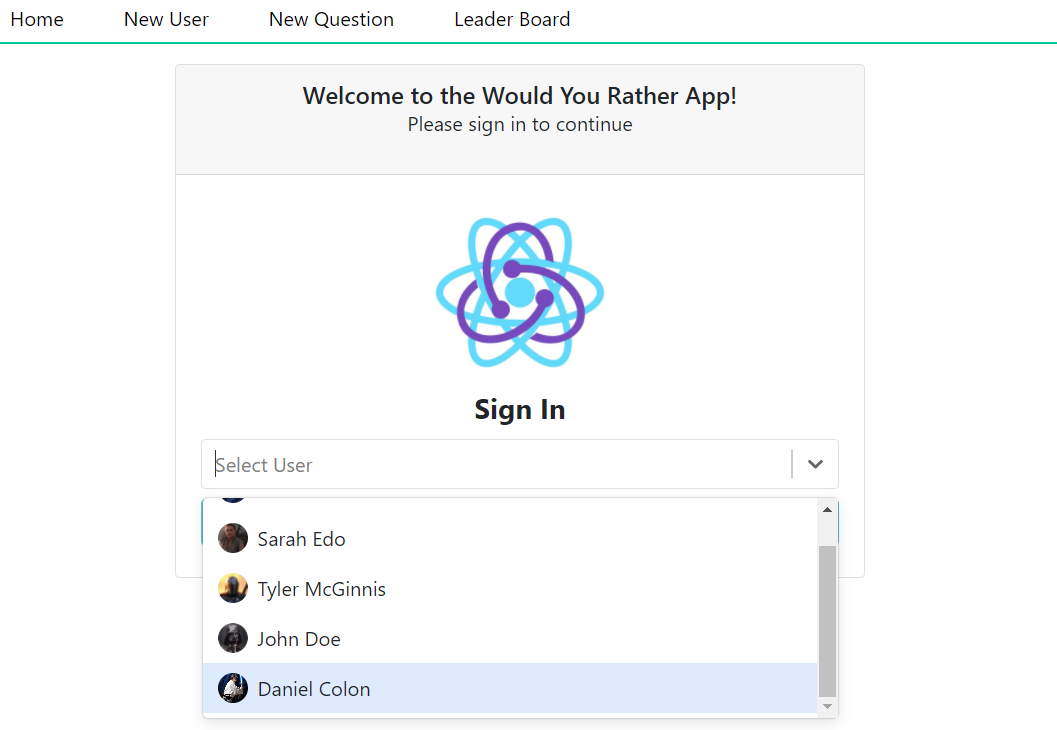 Home New User New Question Leader Board
Welcome to the Would You Rather App!
Please sign in to continue
Sign In
Select User
Sarah Edo
Tyler McGinnis
John Doe
Daniel Colon